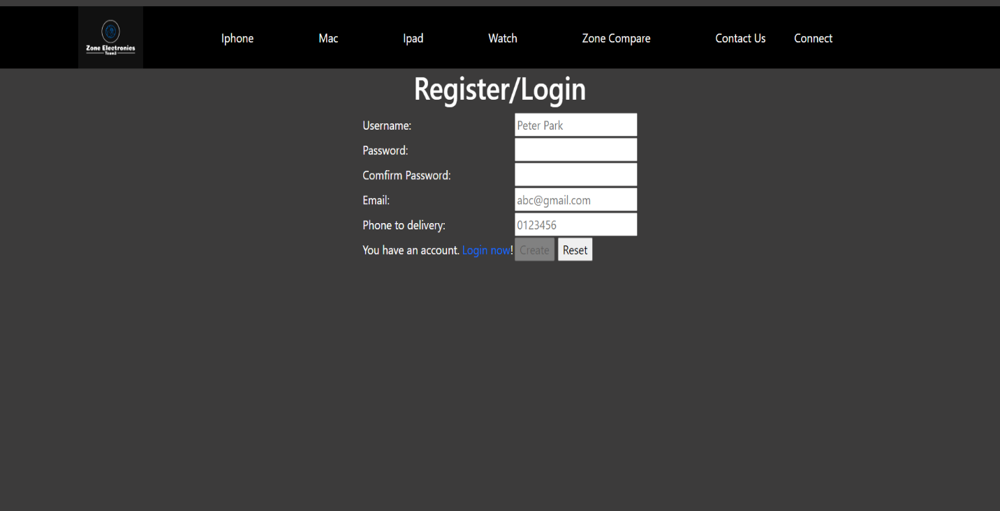 Zone Electronies
Team3
Iphone Mac Ipad Watch Zone Compare Contact Us Connect
Register/Login
Username: Peter Park
Password:
Comfirm Password:
Email: abc@gmail.com
Phone to delivery: 0123456
You have an account. Login now! Create Reset